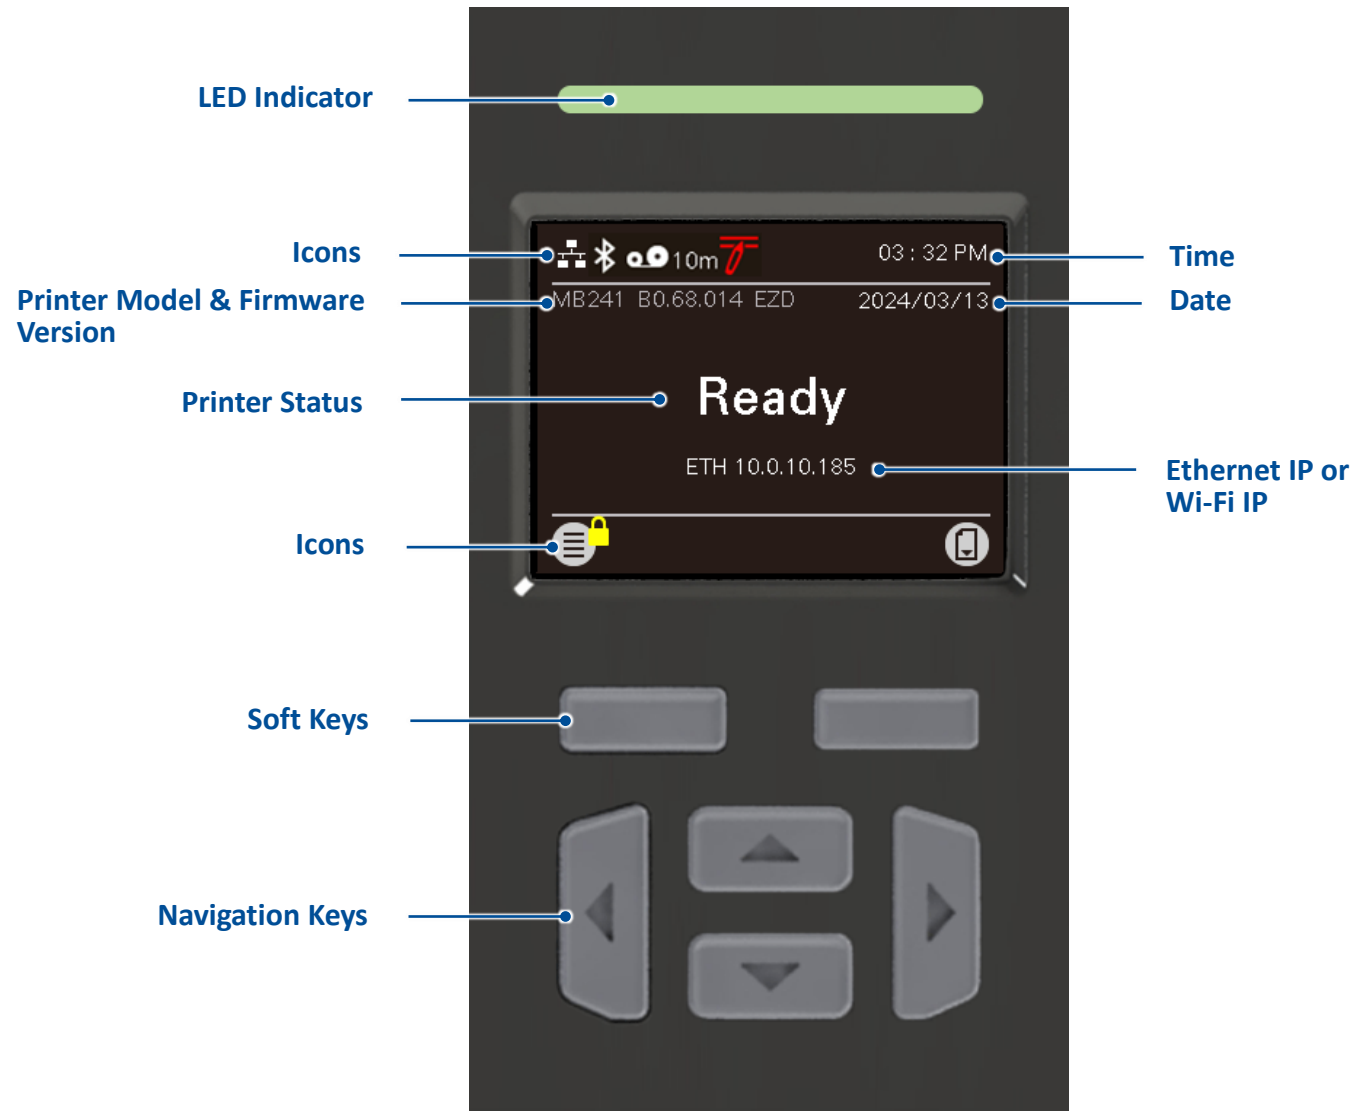 LED Indicator
Icons
10m
03 : 32 PM
Time
Printer Model & Firmware
Version
MB241 B0.68.014 EZD
2024/03/13
Date
Printer Status
Ready
ETH 10.0.10.185
Ethernet IP or
Wi-Fi IP
Icons
Soft Keys
Navigation Keys